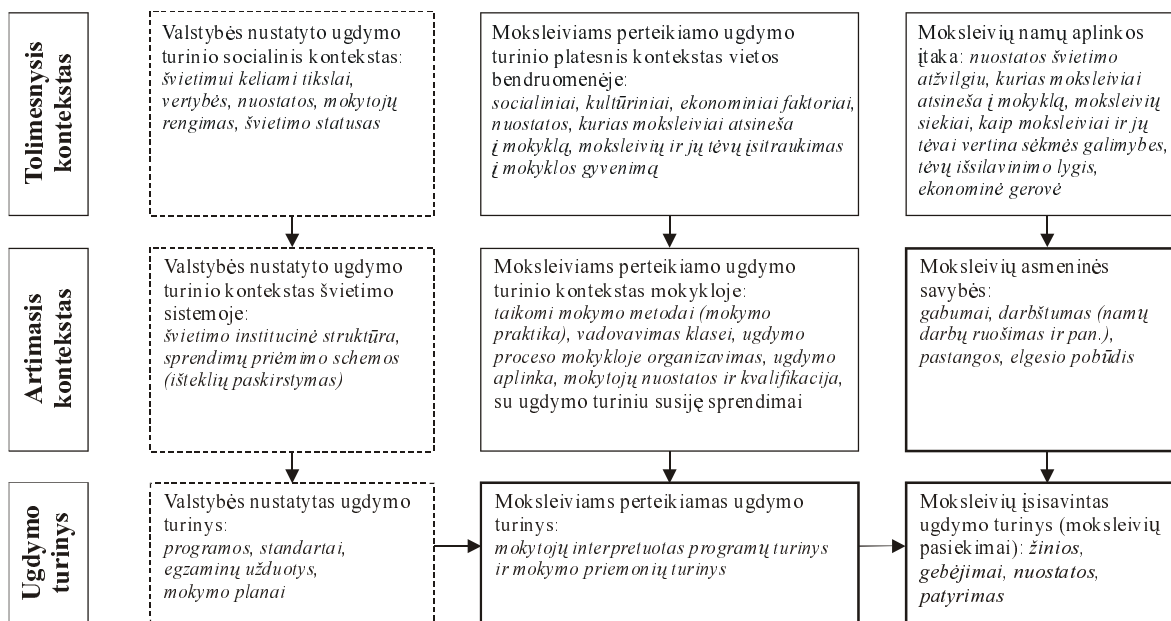 Tolimesnysis
kontekstas
Valstybės nustatyto ugdymo
turinio socialinis kontekstas:
švietimui keliami tikslai,
vertybės, nuostatos, mokytojų
rengimas, švietimo statusas
Moksleiviams perteikiamo ugdymo
turinio platesnis kontekstas vietos
bendruomenėje:
socialiniai, kultūriniai, ekonominiai faktoriai,
nuostatos, kurias moksleiviai atsineša
į mokyklą, moksleivių ir jų tėvų įsitraukimas
į mokyklos gyvenimą
Moksleivių namų aplinkos
įtaka: nuostatos švietimo
atžvilgiu, kurias moksleiviai
atsineša į mokyklą, moksleivių
siekiai, kaip moksleiviai ir jų
tėvai vertina sėkmės galimybes,
tėvų išsilavinimo lygis,
ekonominė gerovė
Artimasis
kontekstas
Valstybės nustatyto ugdymo
turinio kontekstas švietimo
sistemoje:
švietimo institucinė struktūra,
sprendimų priėmimo schemos
(išteklių paskirstymas)
Moksleiviams perteikiamo ugdymo
turinio kontekstas mokykloje:
taikomi mokymo metodai (mokymo
praktika), vadovavimas klasei, ugdymo
proceso mokykloje organizavimas, ugdymo
aplinka, mokytojų nuostatos ir kvalifikacija,
su ugdymo turiniu susiję sprendimai
Moksleivių asmeninės
savybės:
gabumai, darbštumas (namų
darbų ruošimas ir pan.),
pastangos, elgesio pobūdis
Ugdymo
turinys
Valstybės nustatytas ugdymo
turinys:
programos, standartai,
egzaminų užduotys,
mokymo planai
Moksleiviams perteikiamas ugdymo
turinys:
mokytojų interpretuotas programų turinys
ir mokymo priemonių turinys
Moksleivių įsisavintas
ugdymo turinys (moksleivių
pasiekimai): žinios,
gebėjimai, nuostatos,
patyrimas